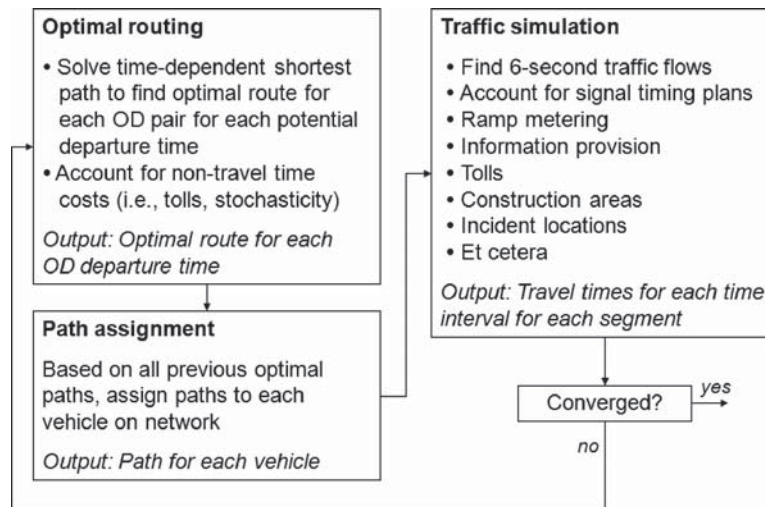 Optimal routing
• Solve time-dependent shortest
path to find optimal route for
each OD pair for each potential
departure time
• Account for non-travel time
costs (i.e., tolls, stochasticity)
Output: Optimal route for each
OD departure time
Path assignment
Based on all previous optimal
paths, assign paths to each
vehicle on network
Output: Path for each vehicle
Traffic simulation
• Find 6-second traffic flows
• Account for signal timing plans
• Ramp metering
• Information provision
• Tolls
• Construction areas
• Incident locations
• Et cetera
Output: Travel times for each time
interval for each segment
Converged?
yes
no